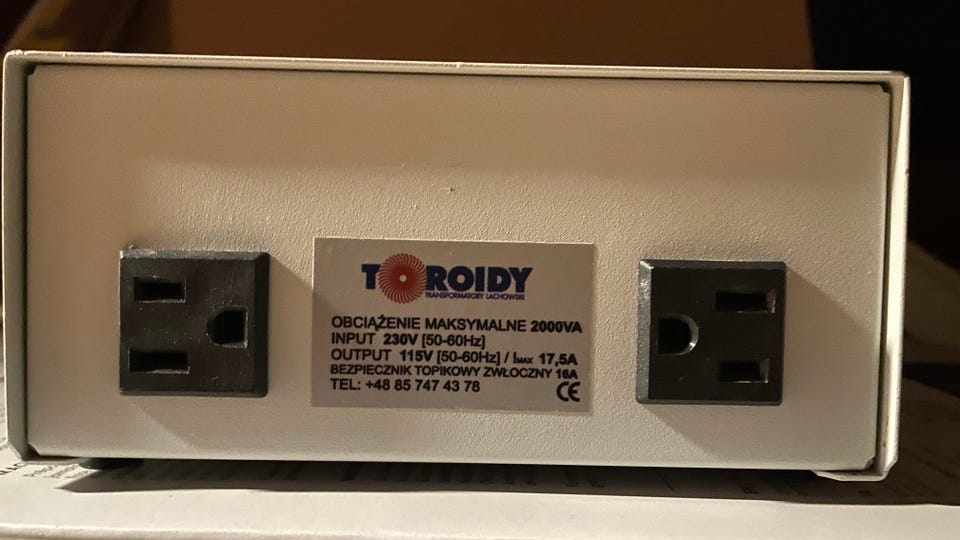 TOROIDY
TRANSFORMATORY LACHOWSKI
OBCIĄŻENIE MAKSYMALNE 2000VA
INPUT 230V [50-60Hz]
OUTPUT 115V [50-60Hz] / IMAX 17,5A
BEZPIECZNIK TOPIKOWY ZWŁOCZNY 16A
TEL: +48 85 747 43 78
CE